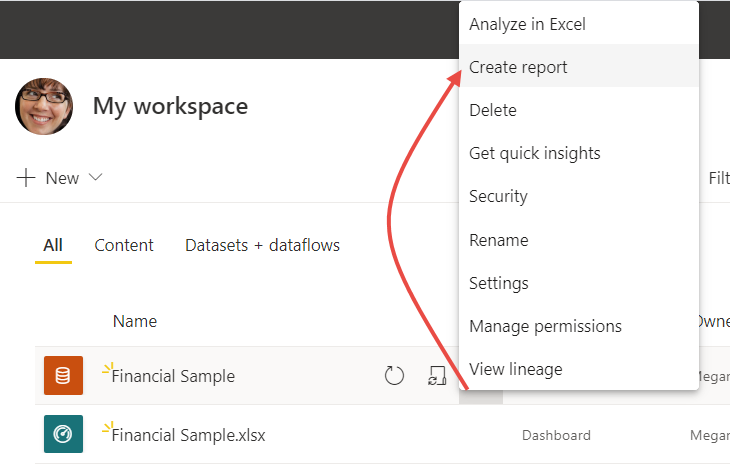 Analyze in Excel
Create report
Delete
Get quick insights
Security
Rename
Settings
Manage permissions
View lineage
My workspace
New
Filt
All
Content
Datasets + dataflows
Name
Owne
Financial Sample
Megar
Financial Sample.xlsx
Dashboard
Megar